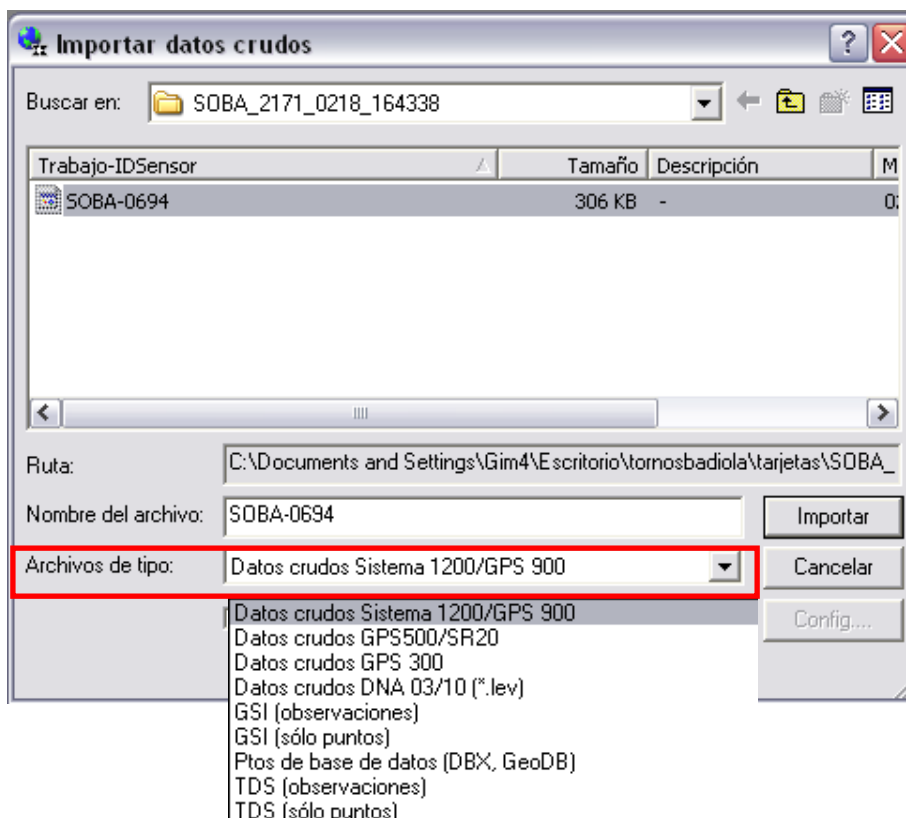 Importar datos crudos
Buscar en: SOBA_2171_0218_164338
Trabajo-IDSensor Tamaño Descripción M
SOBA-0694 306 KB - 0
Ruta: C:\Documents and Settings\Gim4\Escritorio\tornosbadiola\tarjetas\SOBA_
Nombre del archivo: SOBA-0694 Importar
Archivos de tipo: Datos crudos Sistema 1200/GPS 900 Cancelar
Datos crudos Sistema 1200/GPS 900 Config....
Datos crudos GPS500/SR20
Datos crudos GPS 300
Datos crudos DNA 03/10 (*.lev)
GSI (observaciones)
GSI (sólo puntos)
Ptos de base de datos (DBX, GeoDB)
TDS (observaciones)
TDS (sólo puntos)